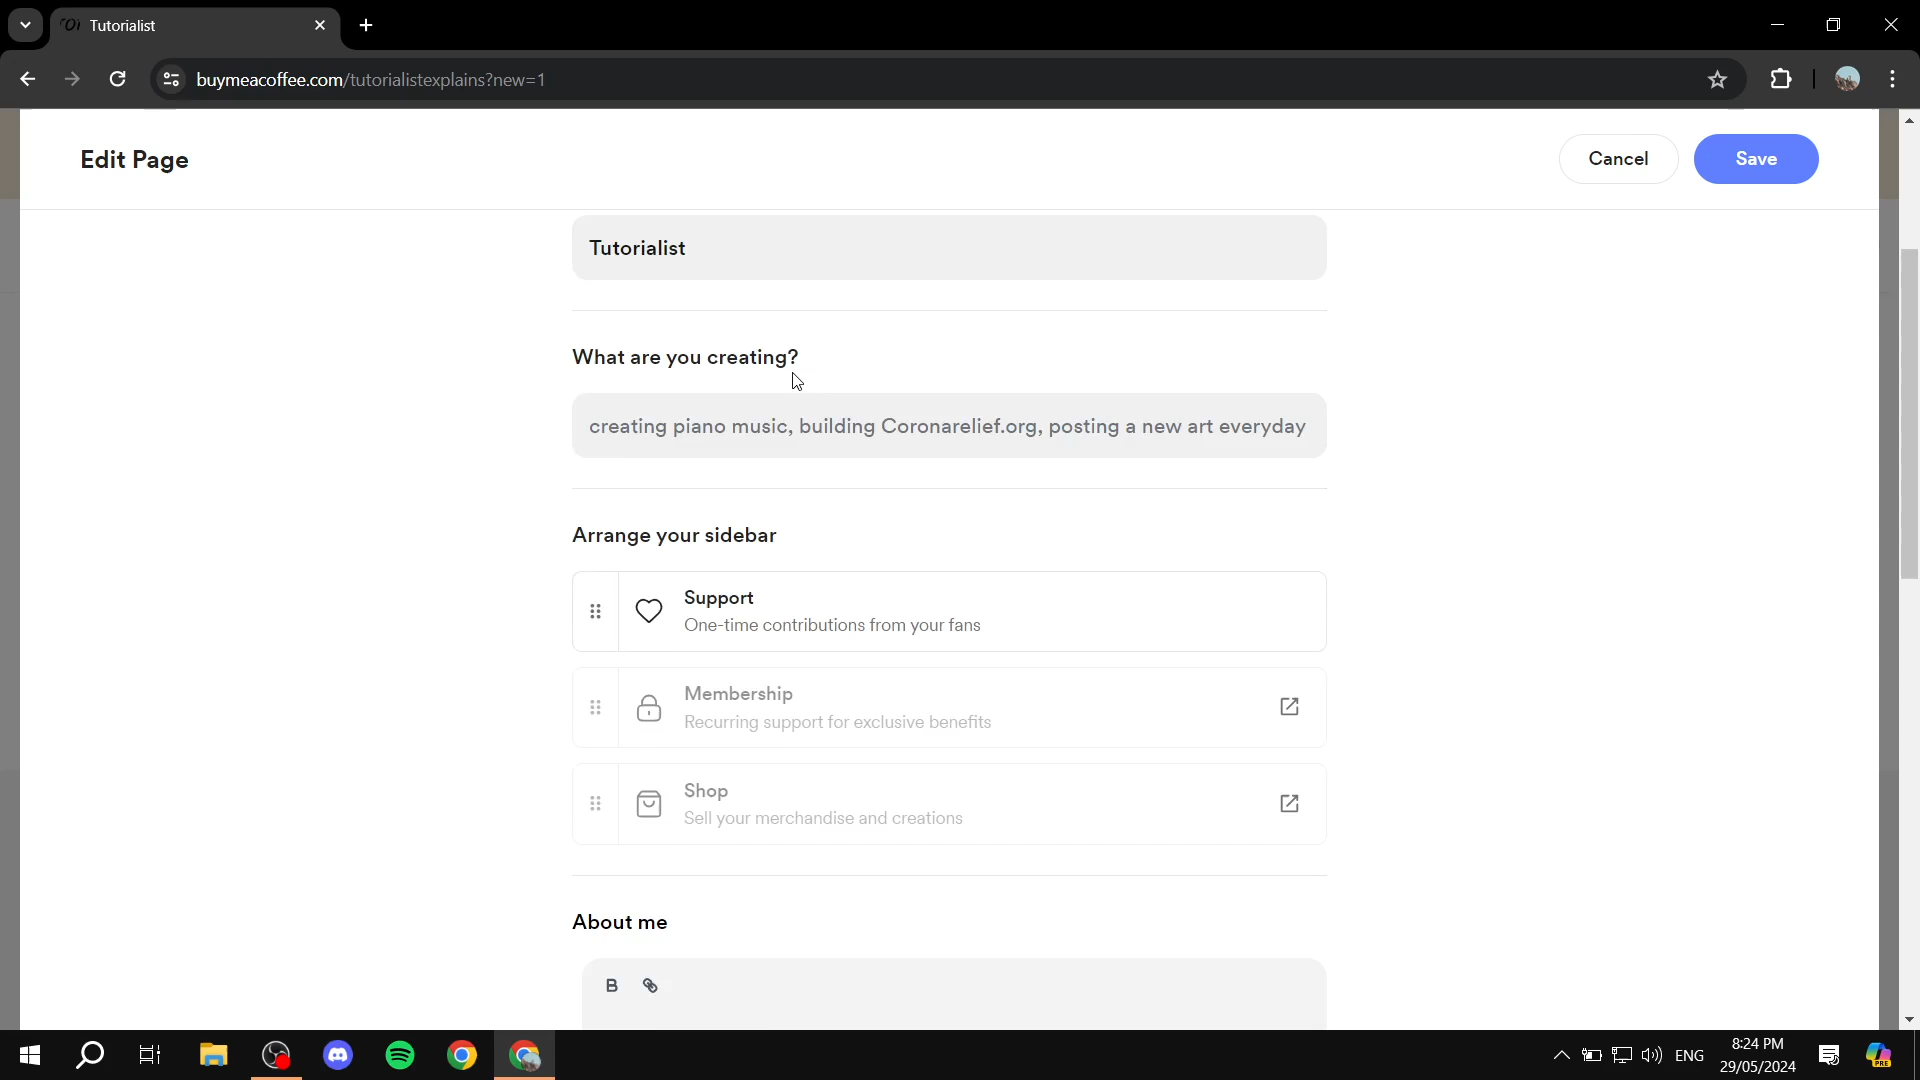 Tutorialist
buymeacoffee.com/tutorialistexplains?new=1
Edit Page
Cancel
Save
Tutorialist
What are you creating?
creating piano music, building Coronarelief.org, posting a new art everyday
Arrange your sidebar
Support
One-time contributions from your fans
Membership
Recurring support for exclusive benefits
Shop
Sell your merchandise and creations
About me
B
ENG
8:24 PM
29/05/2024
PRE